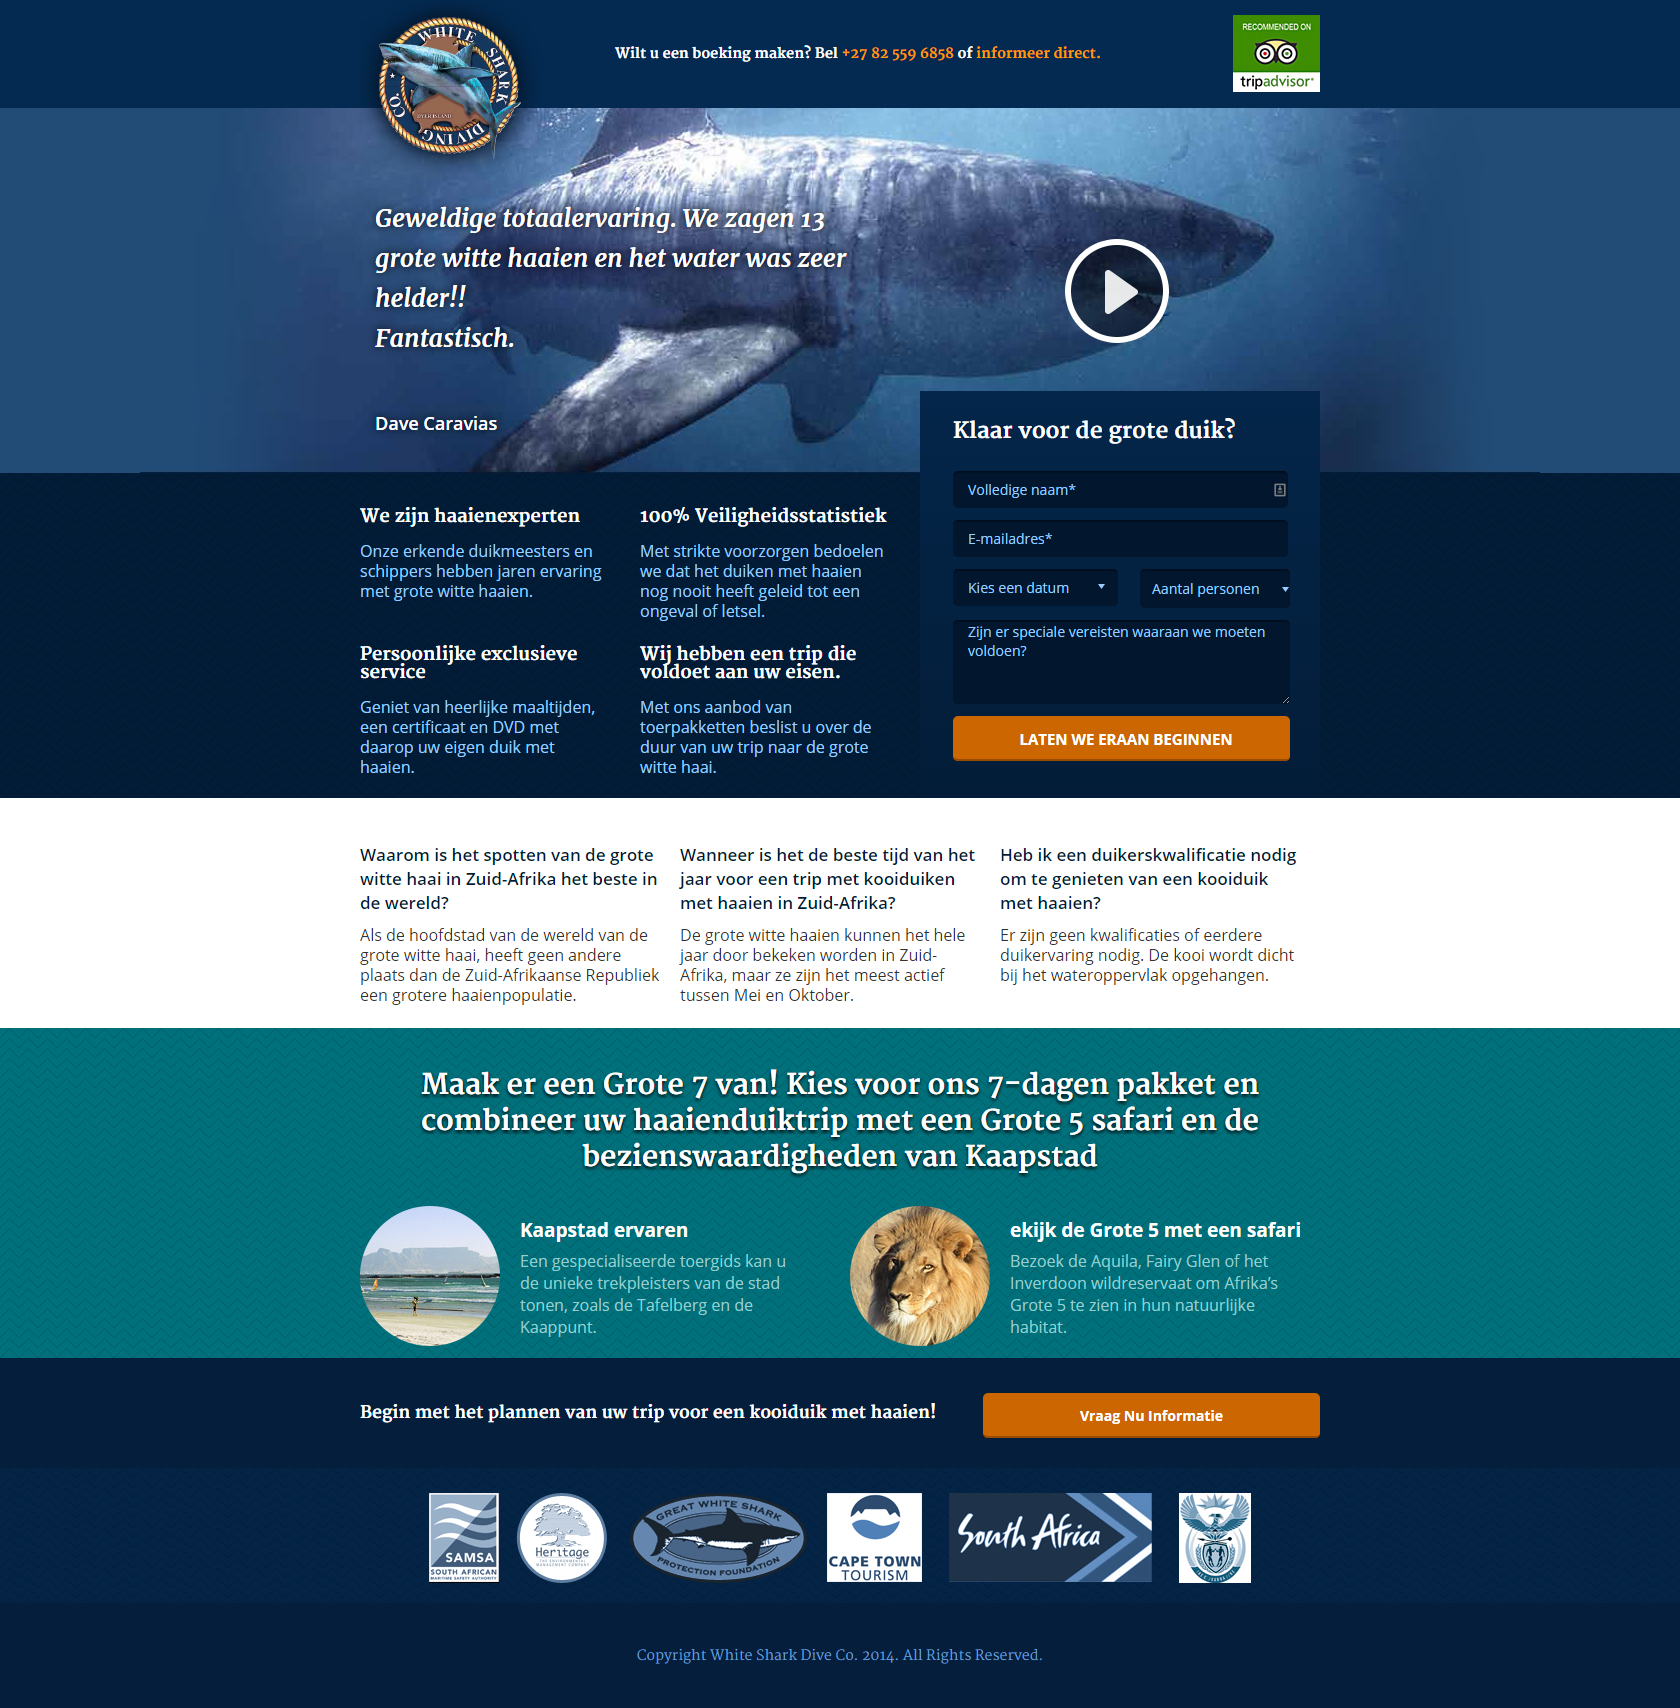 WHITE SHARK DIVING CO.
DYER ISLAND
Wilt u een boeking maken? Bel +27 82 559 6858 of informeer direct.
RECOMMENDED ON
tripadvisor®
Geweldige totaalervaring. We zagen 13
grote witte haaien en het water was zeer
helder!!
Fantastisch.
Dave Caravias
Klaar voor de grote duik?
Volledige naam*
E-mailadres*
Kies een datum
Aantal personen
Zijn er speciale vereisten waaraan we moeten
voldoen?
LATEN WE ERAAN BEGINNEN
We zijn haaienexperten
Onze erkende duikmeesters en
schippers hebben jaren ervaring
met grote witte haaien.
100% Veiligheidsstatistiek
Met strikte voorzorgen bedoelen
we dat het duiken met haaien
nog nooit heeft geleid tot een
ongeval of letsel.
Persoonlijke exclusieve
service
Geniet van heerlijke maaltijden,
een certificaat en DVD met
daarop uw eigen duik met
haaien.
Wij hebben een trip die
voldoet aan uw eisen.
Met ons aanbod van
toerpakketten beslist u over de
duur van uw trip naar de grote
witte haai.
Waarom is het spotten van de grote
witte haai in Zuid-Afrika het beste in
de wereld?
Als de hoofdstad van de wereld van de
grote witte haai, heeft geen andere
plaats dan de Zuid-Afrikaanse Republiek
een grotere haaienpopulatie.
Wanneer is het de beste tijd van het
jaar voor een trip met kooiduiken
met haaien in Zuid-Afrika?
De grote witte haaien kunnen het hele
jaar door bekeken worden in Zuid-
Afrika, maar ze zijn het meest actief
tussen Mei en Oktober.
Heb ik een duikerskwalificatie nodig
om te genieten van een kooiduik
met haaien?
Er zijn geen kwalificaties of eerdere
duikervaring nodig. De kooi wordt dicht
bij het wateroppervlak opgehangen.
Maak er een Grote 7 van! Kies voor ons 7-dagen pakket en
combineer uw haaienduiktrip met een Grote 5 safari en de
bezienswaardigheden van Kaapstad
Kaapstad ervaren
Een gespecialiseerde toergids kan u
de unieke trekpleisters van de stad
tonen, zoals de Tafelberg en de
Kaappunt.
ekijk de Grote 5 met een safari
Bezoek de Aquila, Fairy Glen of het
Inverdoon wildreservaat om Afrika's
Grote 5 te zien in hun natuurlijke
habitat.
Begin met het plannen van uw trip voor een kooiduik met haaien!
Vraag Nu Informatie
SAMSA
SOUTH AFRICAN
MARITIME SAFETY AUTHORITY
Heritage
THE ENVIRONMENTAL
MANAGEMENT COMPANY
GREAT WHITE SHARK
PROTECTION FOUNDATION
CAPE TOWN
TOURISM
South Africa
Copyright White Shark Dive Co. 2014. All Rights Reserved.